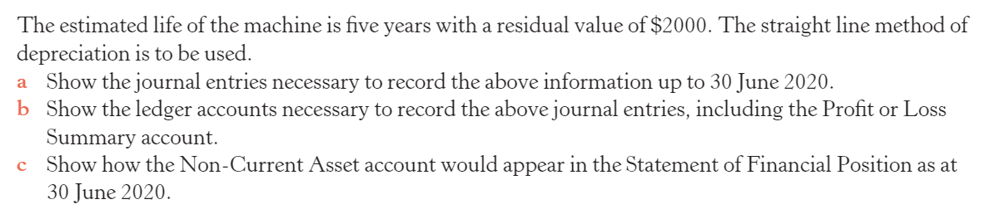 The estimated life of the machine is five years with a residual value of $2000. The straight line method of
depreciation is to be used.
a Show the journal entries necessary to record the above information up to 30 June 2020.
b Show the ledger accounts necessary to record the above journal entries, including the Profit or Loss
Summary account.
c Show how the Non-Current Asset account would appear in the Statement of Financial Position as at
30 June 2020.